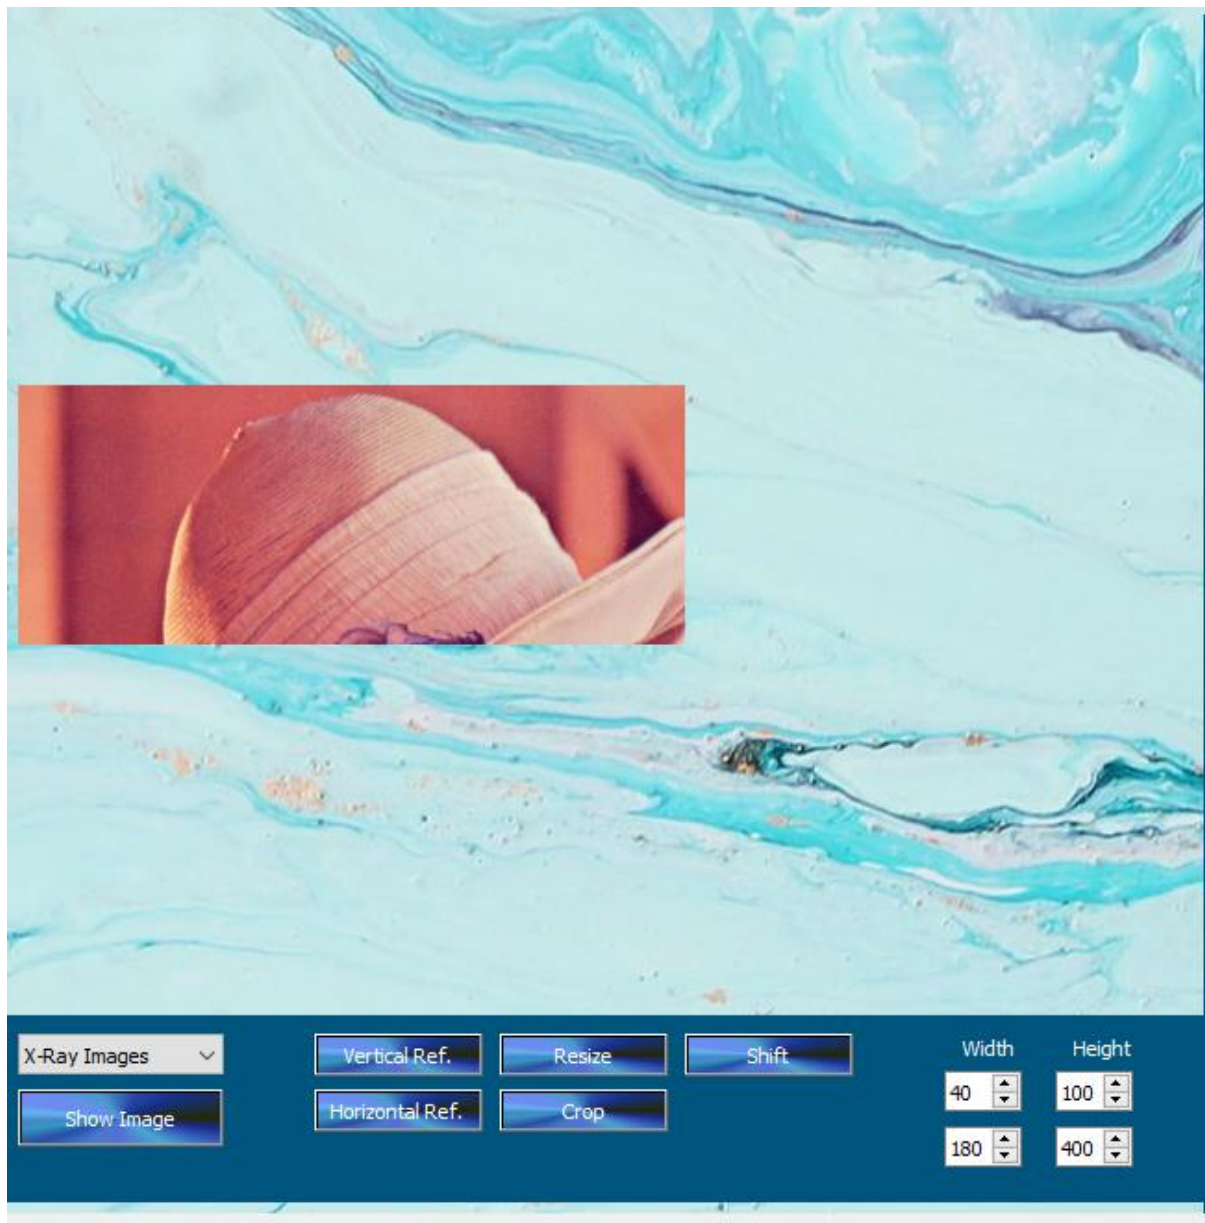 X-Ray Images
Vertical Ref.
Resize
Shift
Width
Height
Show Image
Horizontal Ref.
Crop
40
100
180
400